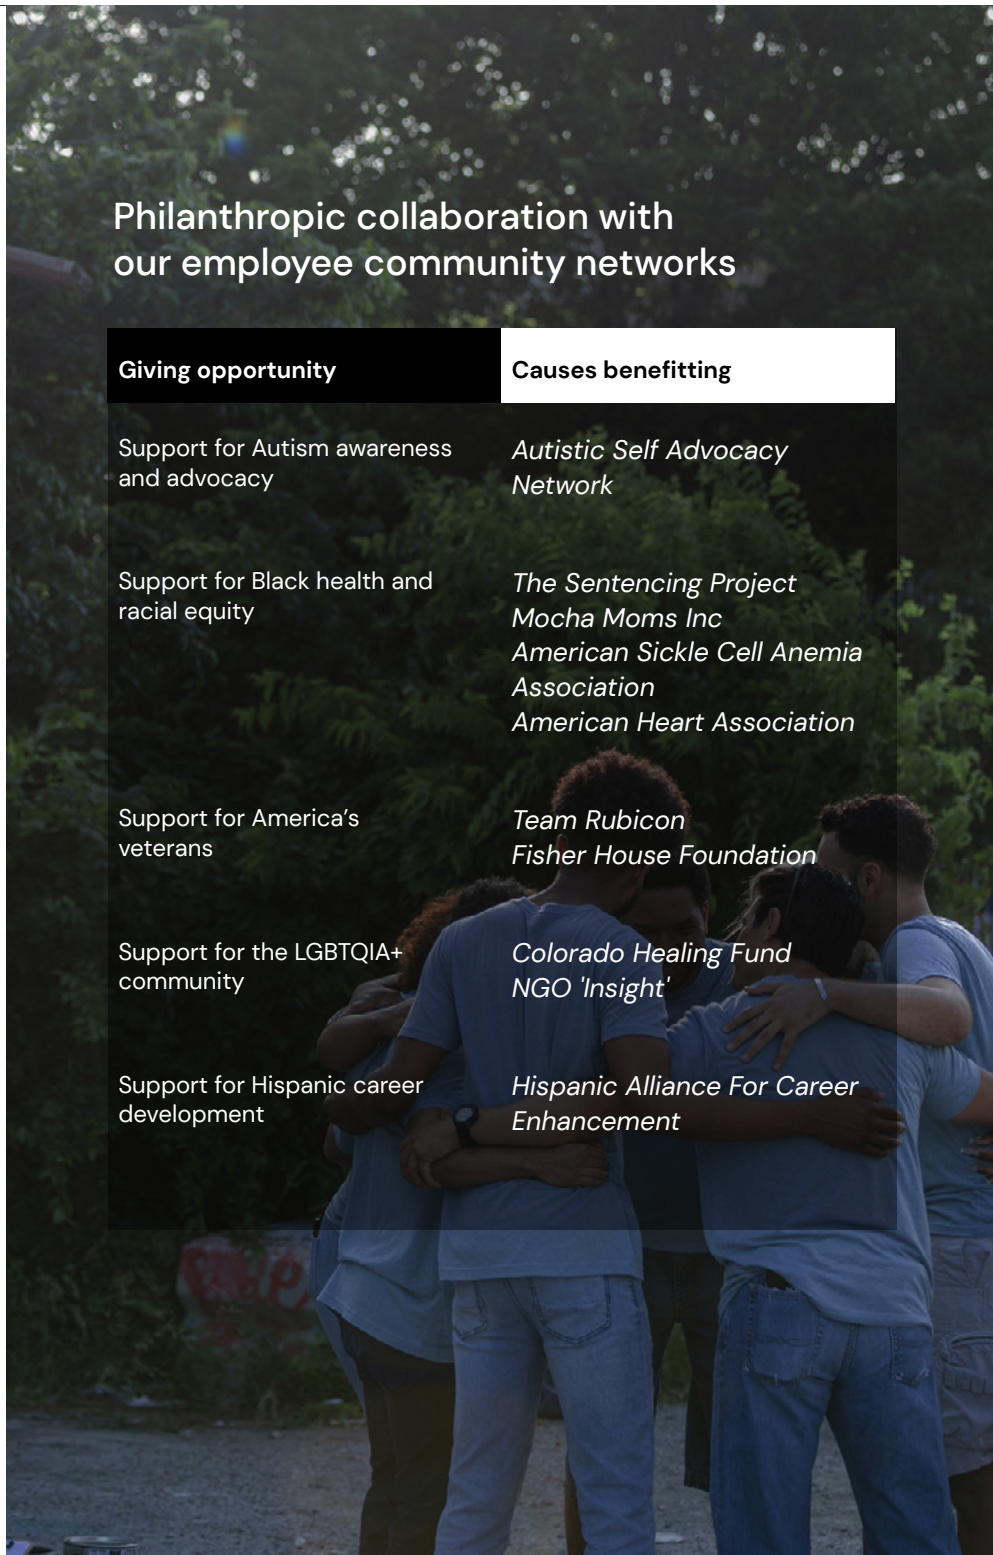 Philanthropic collaboration with
our employee community networks
Giving opportunity
Causes benefitting
Support for Autism awareness
and advocacy
Autistic Self Advocacy
Network
Support for Black health and
racial equity
The Sentencing Project
Mocha Moms Inc
American Sickle Cell Anemia
Association
American Heart Association
Support for America’s
veterans
Team Rubicon
Fisher House Foundation
Support for the LGBTQIA+
community
Colorado Healing Fund
NGO 'Insight'
Support for Hispanic career
development
Hispanic Alliance For Career
Enhancement